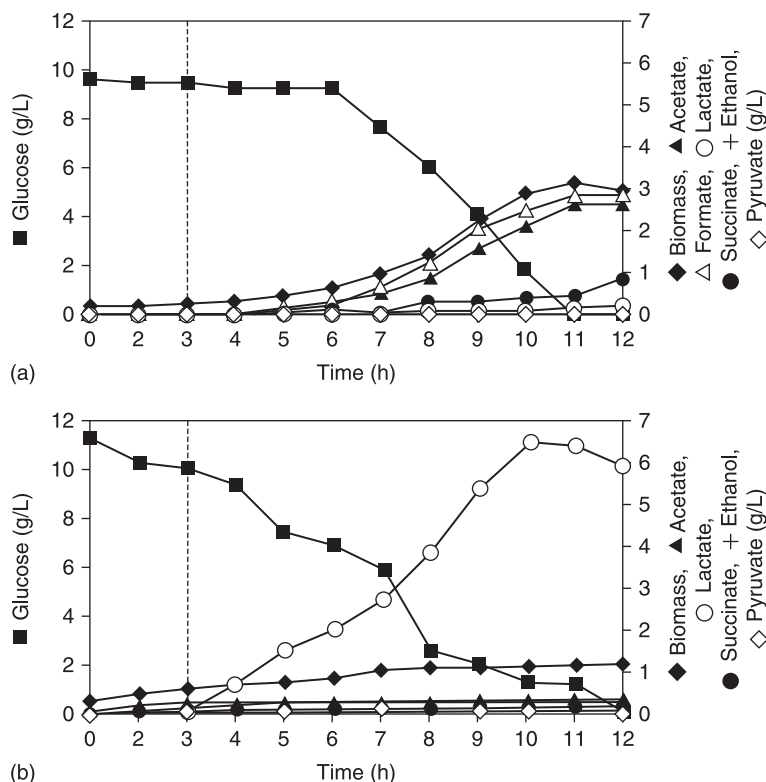 12
10
8
6
4
2
0
■ Glucose (g/L)
7
6
5
4
3
2
1
0
◆ Biomass, ▲ Acetate,
△ Formate, ○ Lactate,
● Succinate, + Ethanol,
◇ Pyruvate (g/L)
0 2 3 4 5 6 7 8 9 10 11 12
Time (h)
(a)
12
10
8
6
4
2
0
■ Glucose (g/L)
7
6
5
4
3
2
1
0
◆ Biomass, ▲ Acetate,
○ Lactate,
● Succinate, + Ethanol,
◇ Pyruvate (g/L)
0 2 3 4 5 6 7 8 9 10 11 12
Time (h)
(b)